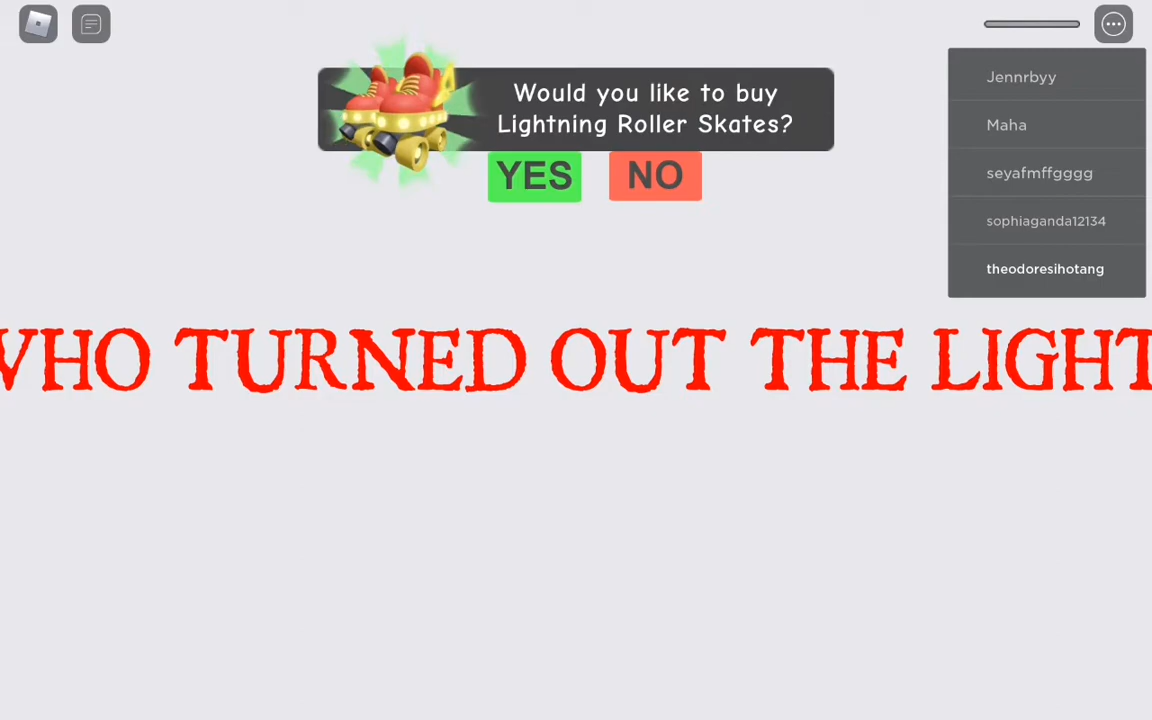 Would you like to buy
Lightning Roller Skates?
YES NO
Jennrbyy
Maha
seyafmffgggg
sophiaganda12134
theodoresihotang
WHO TURNED OUT THE LIGHT